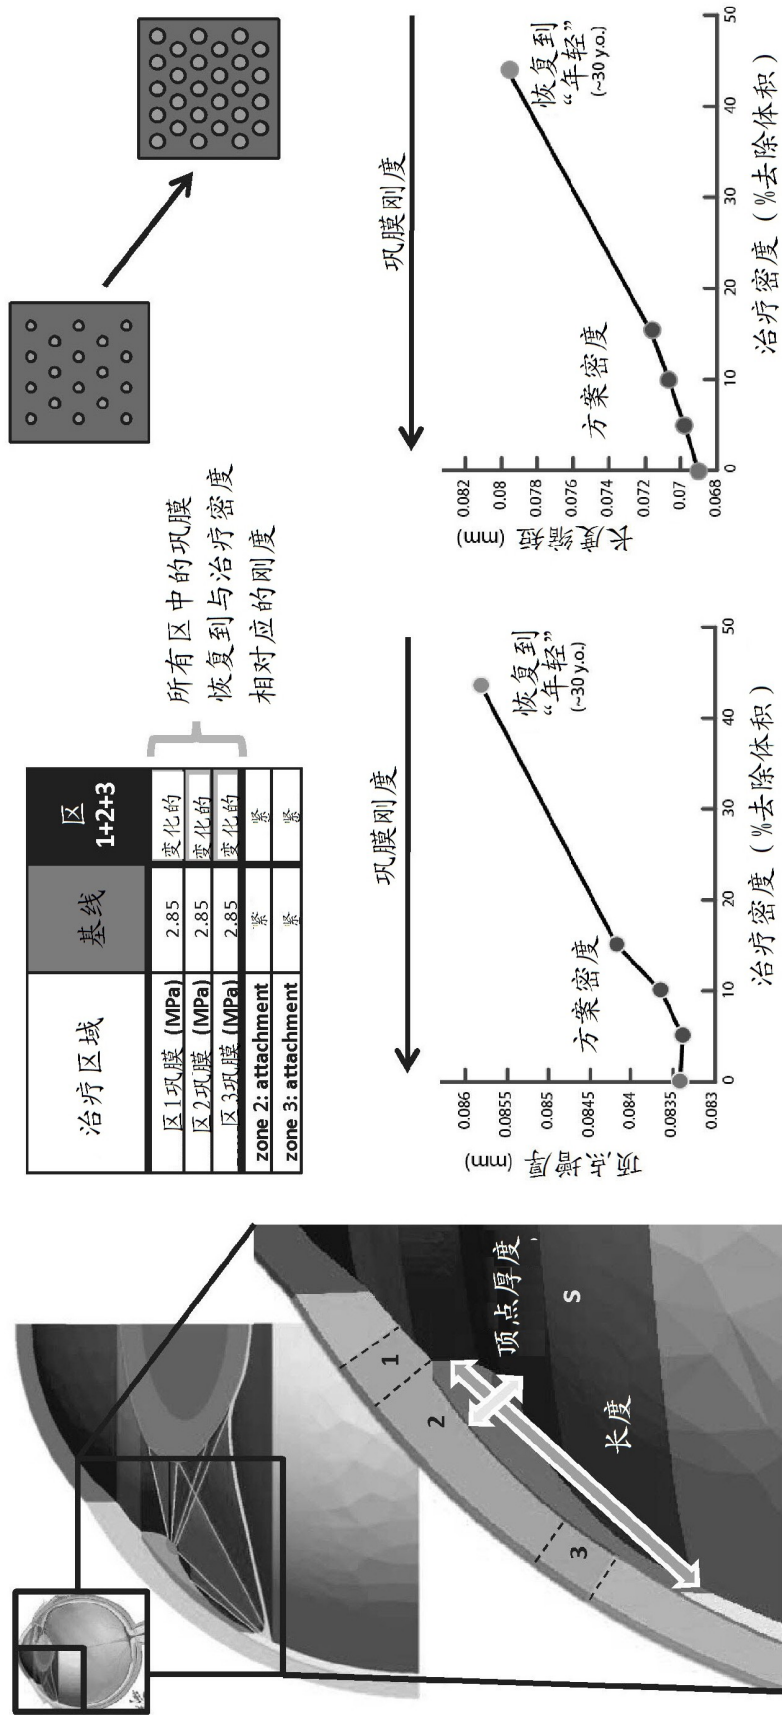 治疗区域
基线
区
1+2+3
区1巩膜 (MPa)
2.85
变化的
区2巩膜 (MPa)
2.85
变化的
区3巩膜 (MPa)
2.85
变化的
zone 2: attachment
紧
紧
zone 3: attachment
紧
紧
所有区中的巩膜
恢复到与治疗密度
相对应的刚度
1
2
3
顶点厚度
长度
S
巩膜刚度
顶点增厚 (mm)
0.086
0.0855
0.085
0.0845
0.084
0.0835
0.083
方案密度
恢复到
“年轻”
(~30 y.o.)
0
10
20
30
40
50
治疗密度 (%去除体积)
巩膜刚度
长度缩短 (mm)
0.082
0.08
0.078
0.076
0.074
0.072
0.07
0.068
方案密度
恢复到
“年轻”
(~30 y.o.)
0
10
20
30
40
50
治疗密度 (%去除体积)